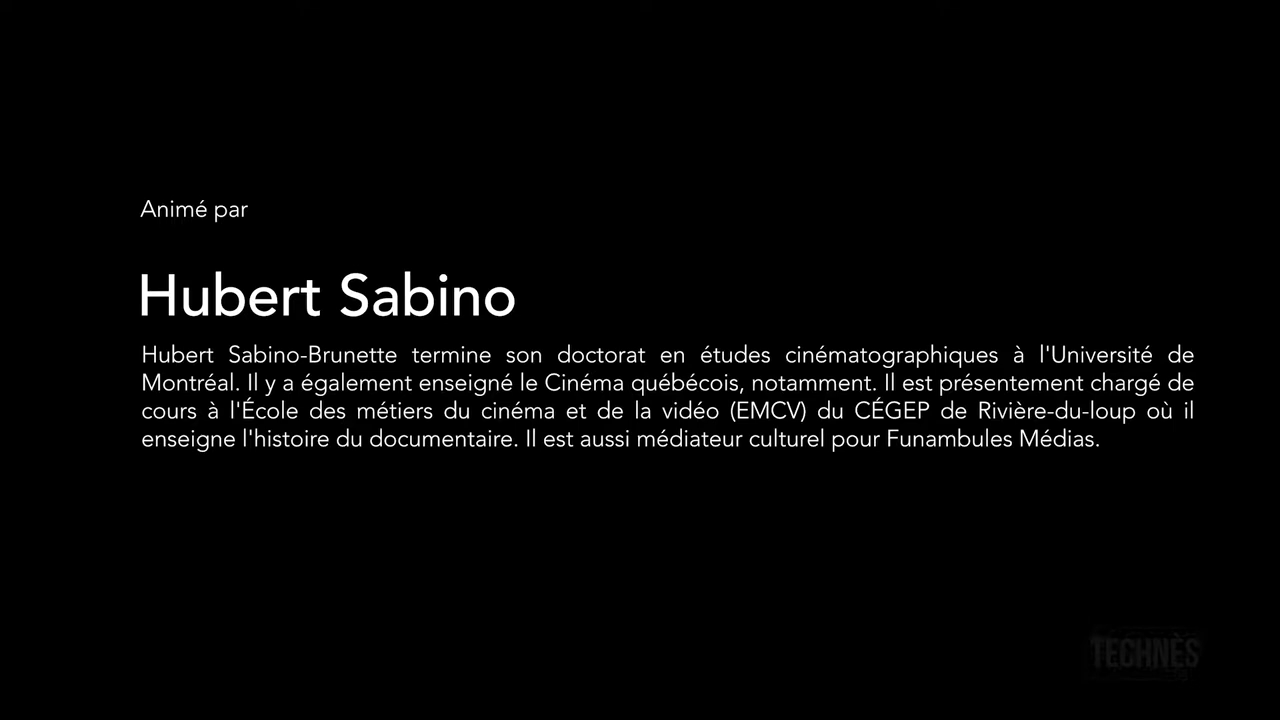 Animé par
Hubert Sabino
Hubert Sabino-Brunette termine son doctorat en études cinématographiques à l'Université de
Montréal. Il y a également enseigné le Cinéma québécois, notamment. Il est présentement chargé de
cours à l'École des métiers du cinéma et de la vidéo (EMCV) du CÉGEP de Rivière-du-loup où il
enseigne l'histoire du documentaire. Il est aussi médiateur culturel pour Funambules Médias.
TECHNÈS